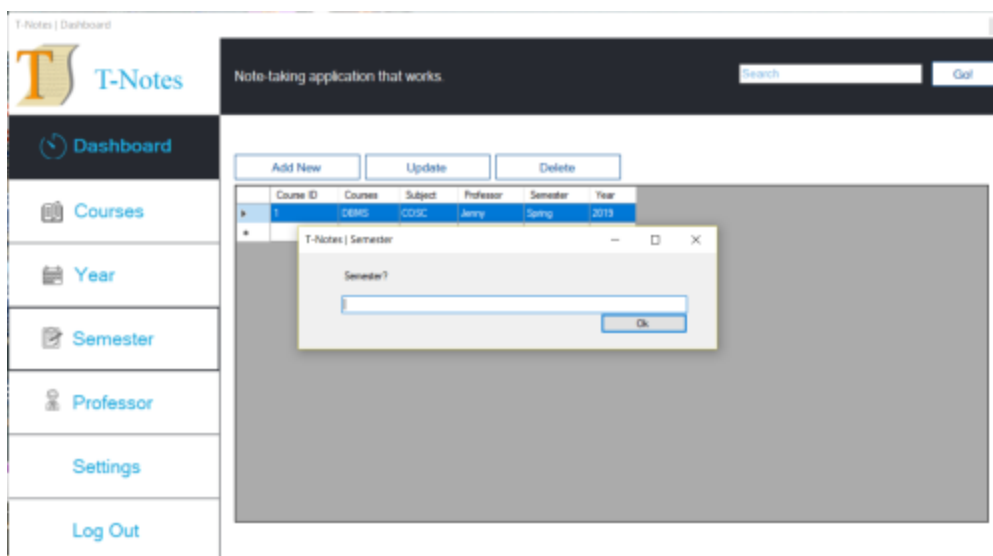 T-Notes | Dashboard
T T-Notes
Note-taking application that works.
Search
Go!
Dashboard
Courses
Year
Semester
Professor
Settings
Log Out
Add New Update Delete
Course ID Courses Subject Professor Semester Year
1 DBMS COSC Jenny Spring 2019
T-Notes | Semester
Semester?
Ok